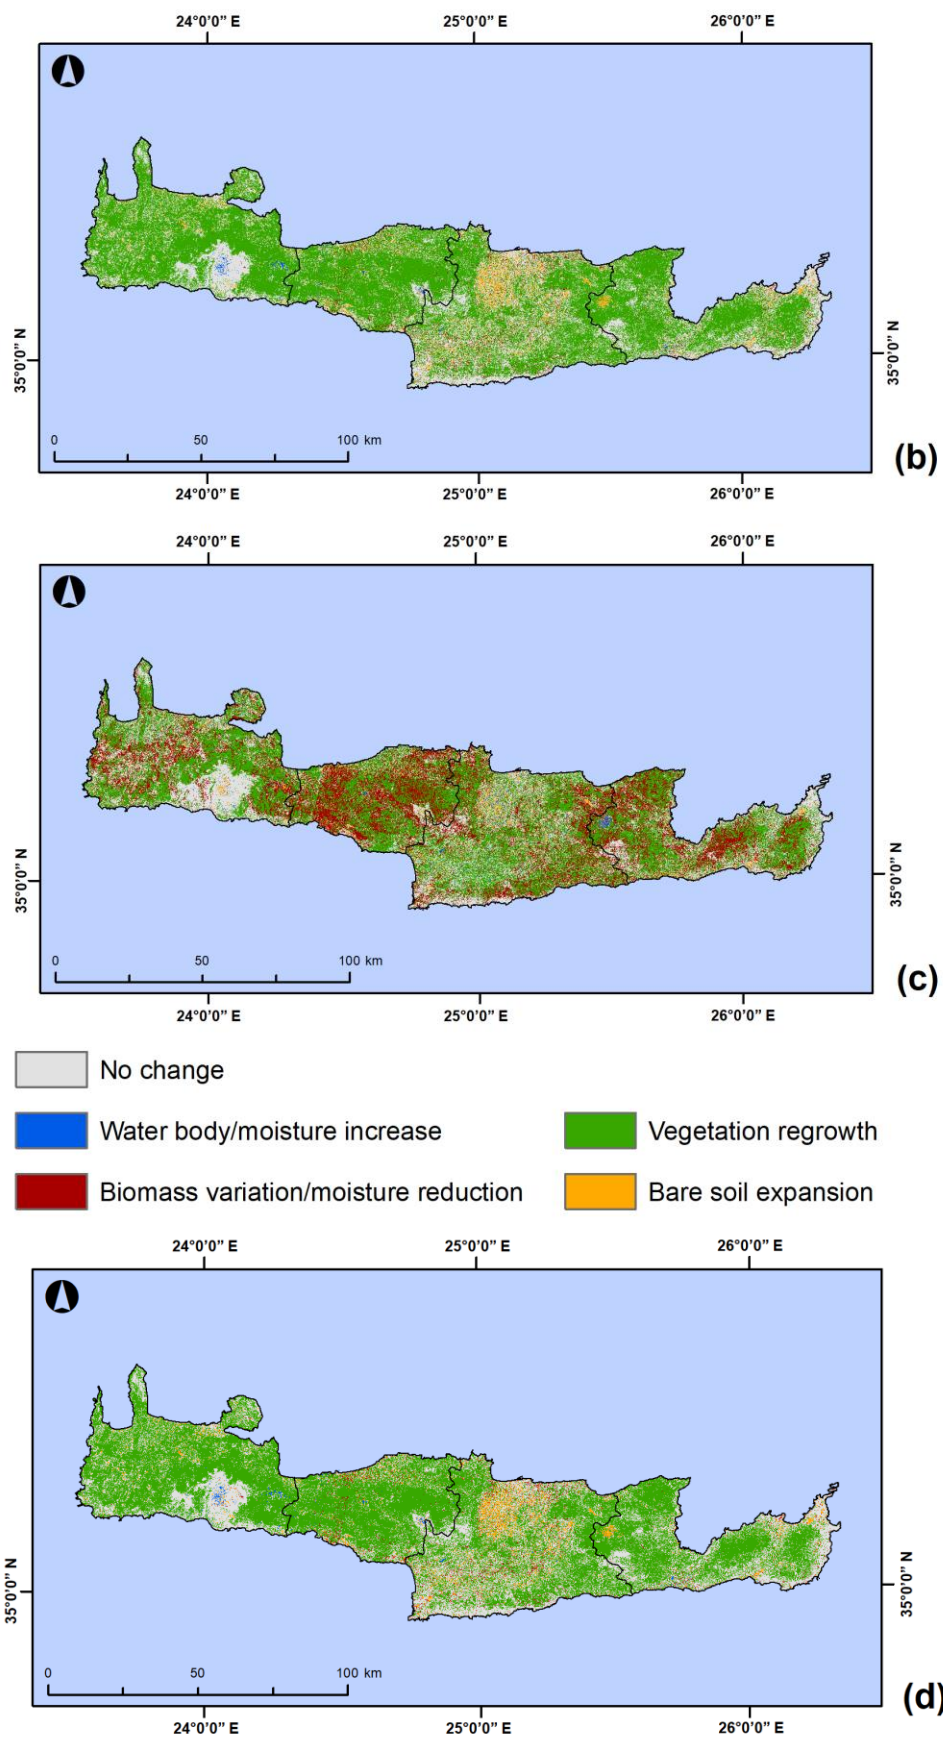 24°0'0” E 25°0'0” E 26°0'0” E
35°0'0” N 35°0'0” N
0 50 100 km
(b)
24°0'0” E 25°0'0” E 26°0'0” E
24°0'0” E 25°0'0” E 26°0'0” E
35°0'0” N 35°0'0” N
0 50 100 km
(c)
24°0'0” E 25°0'0” E 26°0'0” E
No change
Water body/moisture increase Vegetation regrowth
Biomass variation/moisture reduction Bare soil expansion
24°0'0” E 25°0'0” E 26°0'0” E
35°0'0” N 35°0'0” N
0 50 100 km
(d)
24°0'0” E 25°0'0” E 26°0'0” E